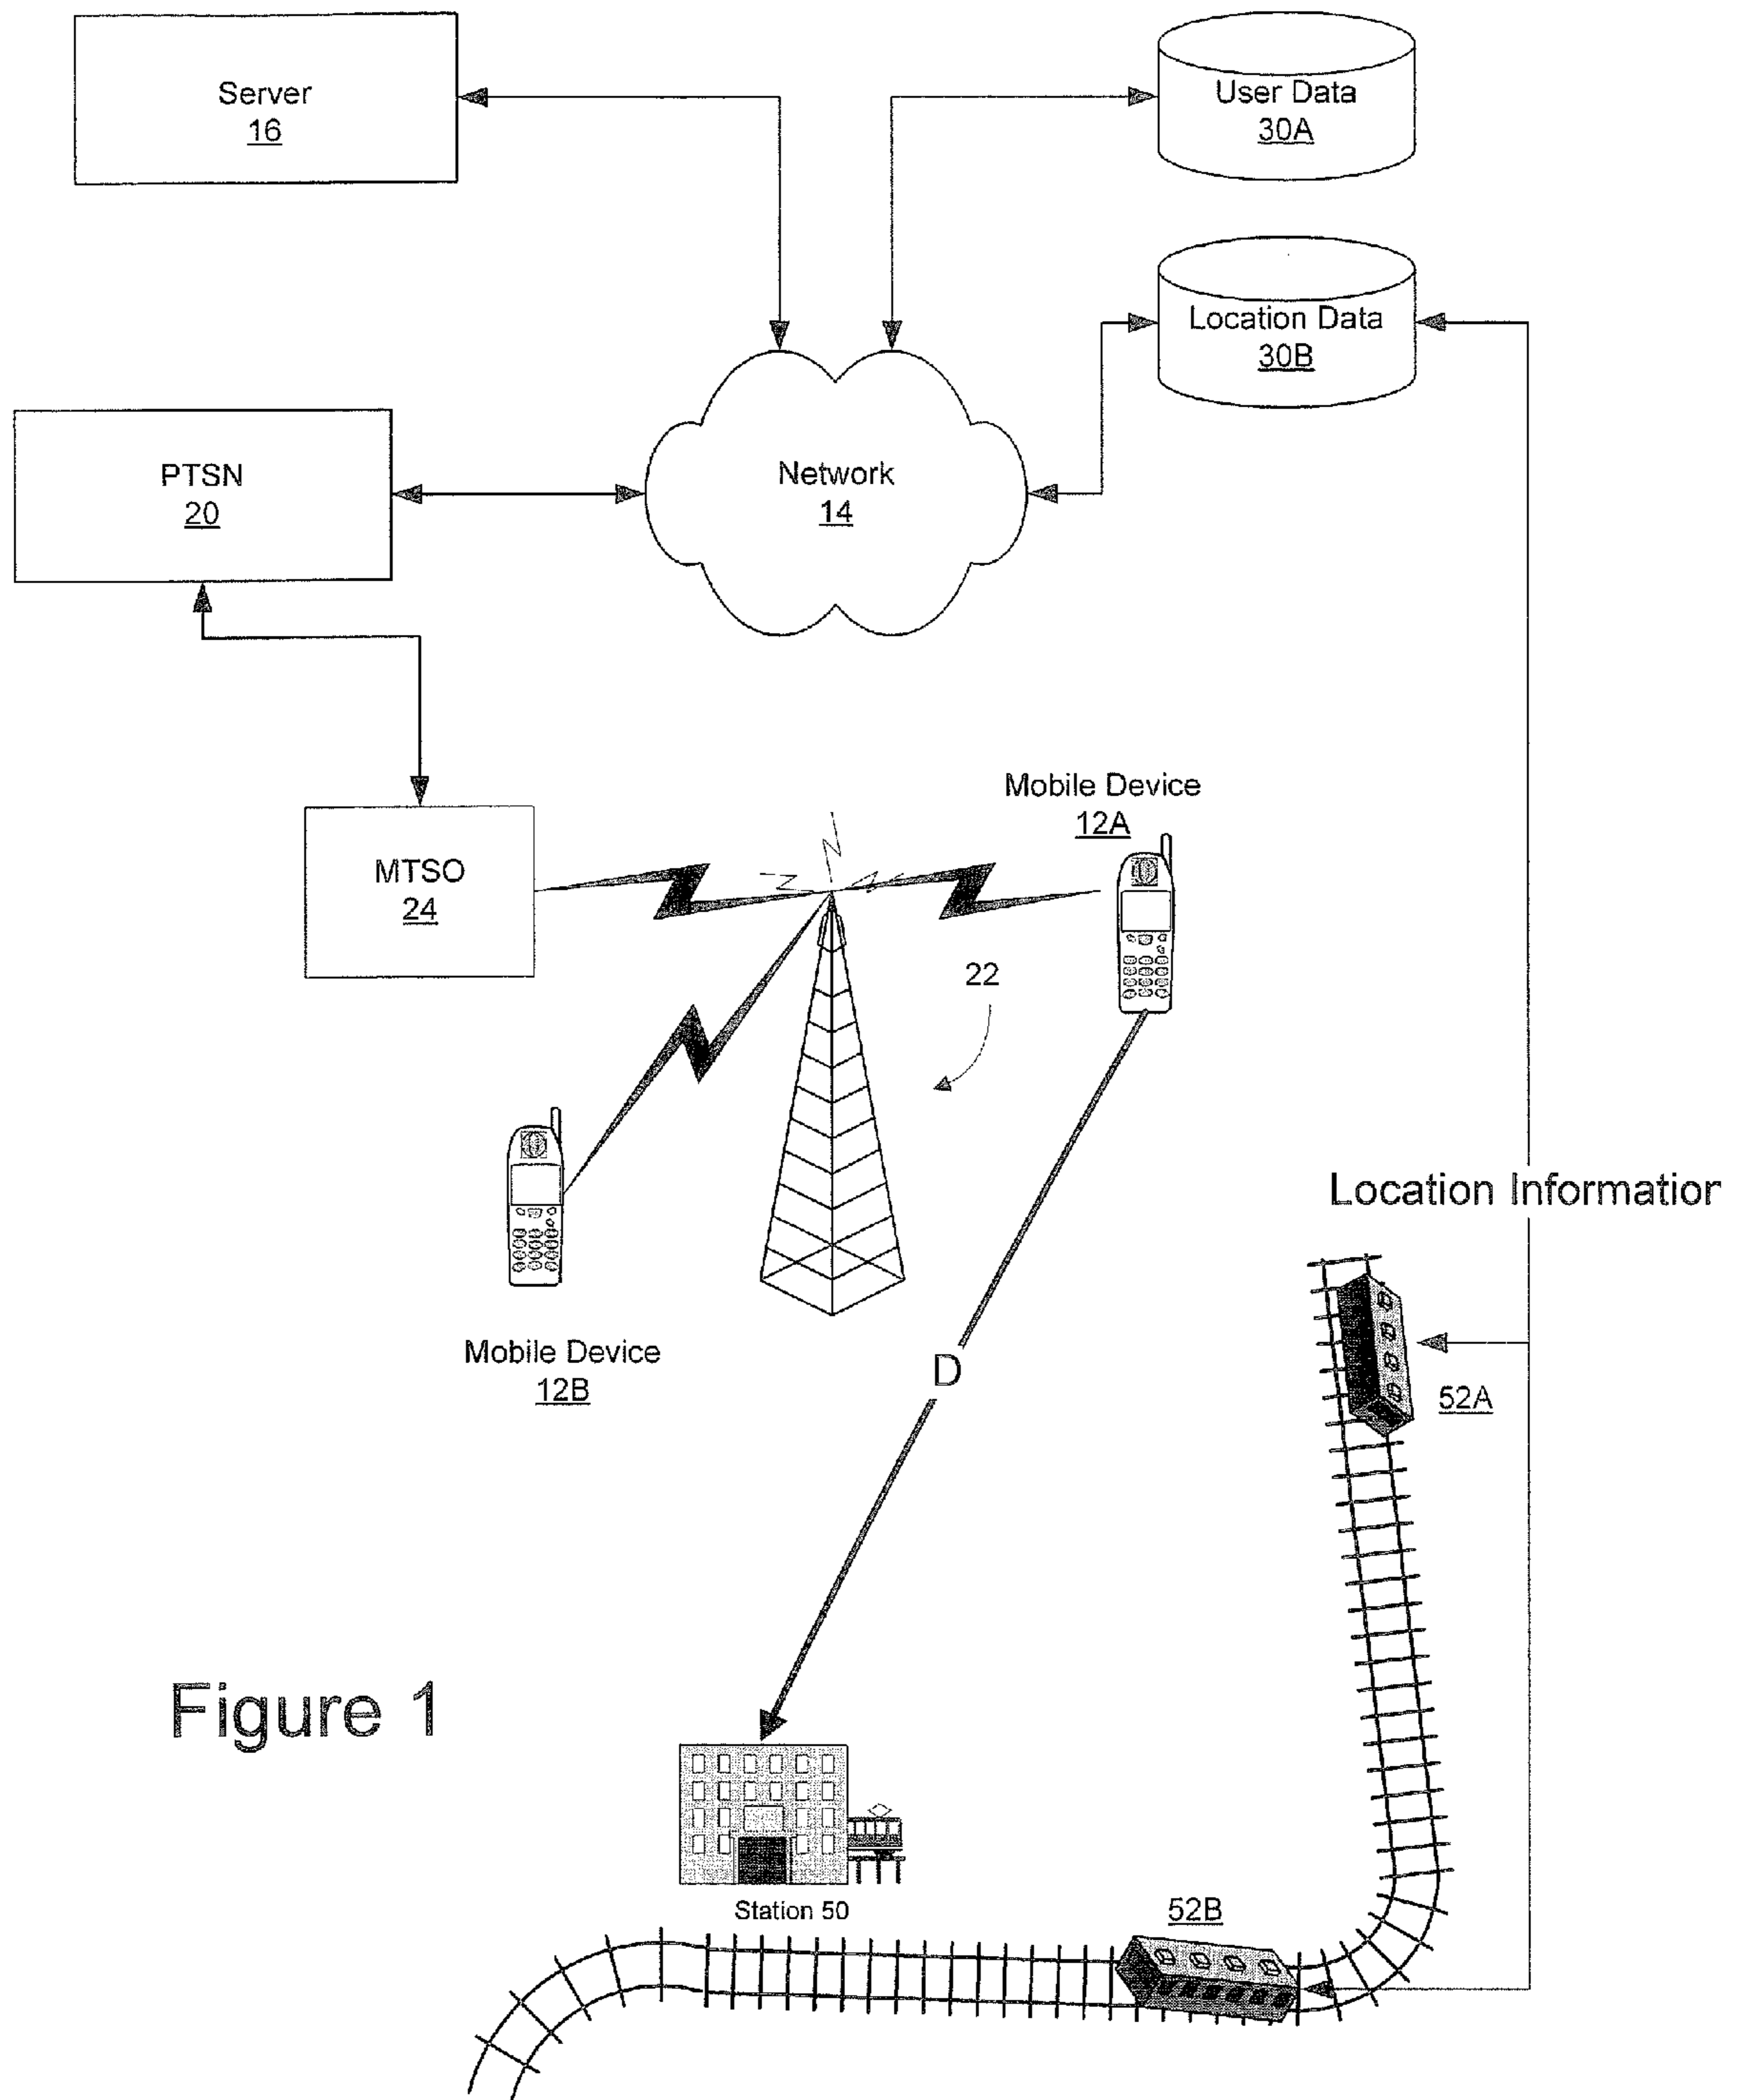 Server
16
User Data
30A
Location Data
30B
PTSN
20
Network
14
Mobile Device
12A
MTSO
24
22
Location Information
Mobile Device
12B
D
52A
Figure 1
Station 50
52B